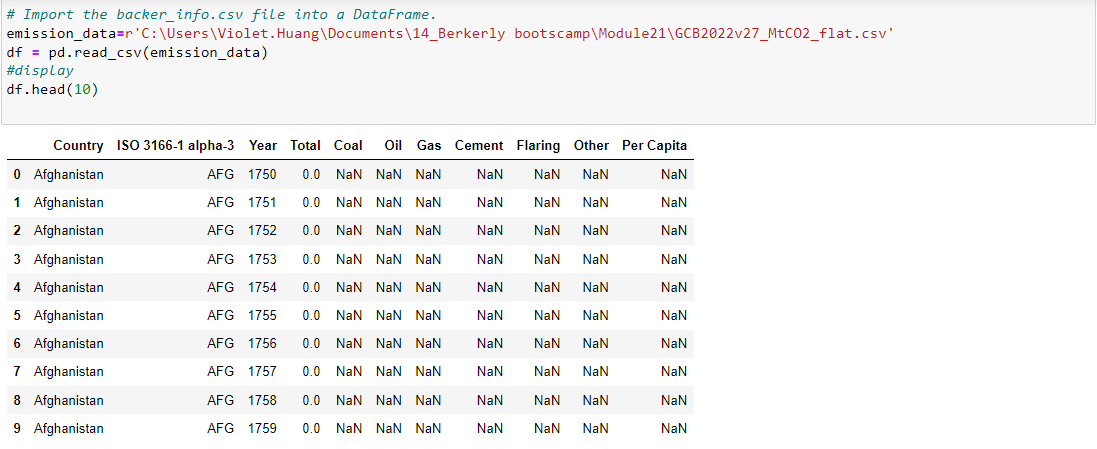 # Import the backer_info.csv file into a DataFrame.
emission_data=r'C:\Users\Violet.Huang\Documents\14_Berkerly bootscamp\Module21\GCB2022v27_MtCO2_flat.csv'
df = pd.read_csv(emission_data)
#display
df.head(10)
Country ISO 3166-1 alpha-3 Year Total Coal Oil Gas Cement Flaring Other Per Capita
0 Afghanistan AFG 1750 0.0 NaN NaN NaN NaN NaN NaN NaN
1 Afghanistan AFG 1751 0.0 NaN NaN NaN NaN NaN NaN NaN
2 Afghanistan AFG 1752 0.0 NaN NaN NaN NaN NaN NaN NaN
3 Afghanistan AFG 1753 0.0 NaN NaN NaN NaN NaN NaN NaN
4 Afghanistan AFG 1754 0.0 NaN NaN NaN NaN NaN NaN NaN
5 Afghanistan AFG 1755 0.0 NaN NaN NaN NaN NaN NaN NaN
6 Afghanistan AFG 1756 0.0 NaN NaN NaN NaN NaN NaN NaN
7 Afghanistan AFG 1757 0.0 NaN NaN NaN NaN NaN NaN NaN
8 Afghanistan AFG 1758 0.0 NaN NaN NaN NaN NaN NaN NaN
9 Afghanistan AFG 1759 0.0 NaN NaN NaN NaN NaN NaN NaN